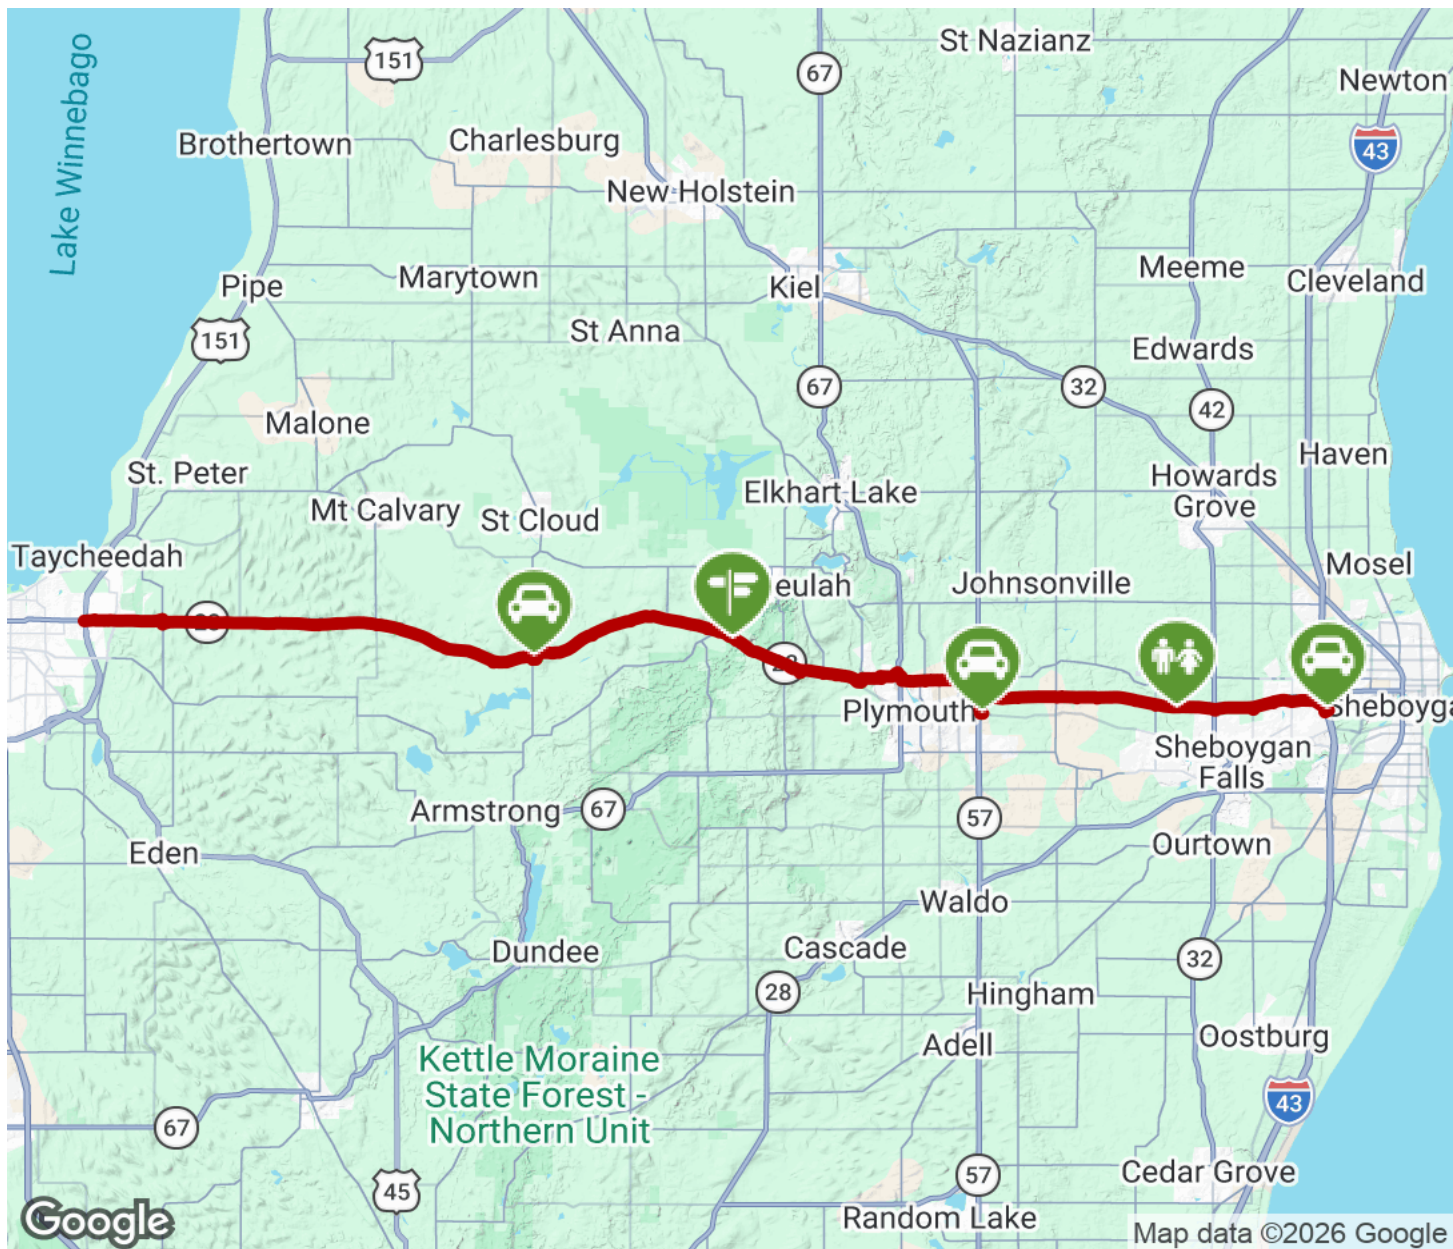 St Nazianz
151
67
Newton
Lake Winnebago
Brothertown
Charlesburg
43
New Holstein
Meeme
Marytown
Cleveland
Pipe
Kiel
St Anna
151
Edwards
67
32
42
Malone
Haven
St. Peter
Howards
Grove
Elkhart Lake
Mt Calvary
St Cloud
Taycheedah
Mosel
eulah
Johnsonville
Plymouth
Sheboyga
Sheboygan
Falls
Armstrong
67
57
Ourtown
Eden
Waldo
Cascade
Dundee
32
28
Hingham
Oostburg
Adell
Kettle Moraine
State Forest -
Northern Unit
43
67
Cedar Grove
57
45
Random Lake
Google
Map data ©2026 Google